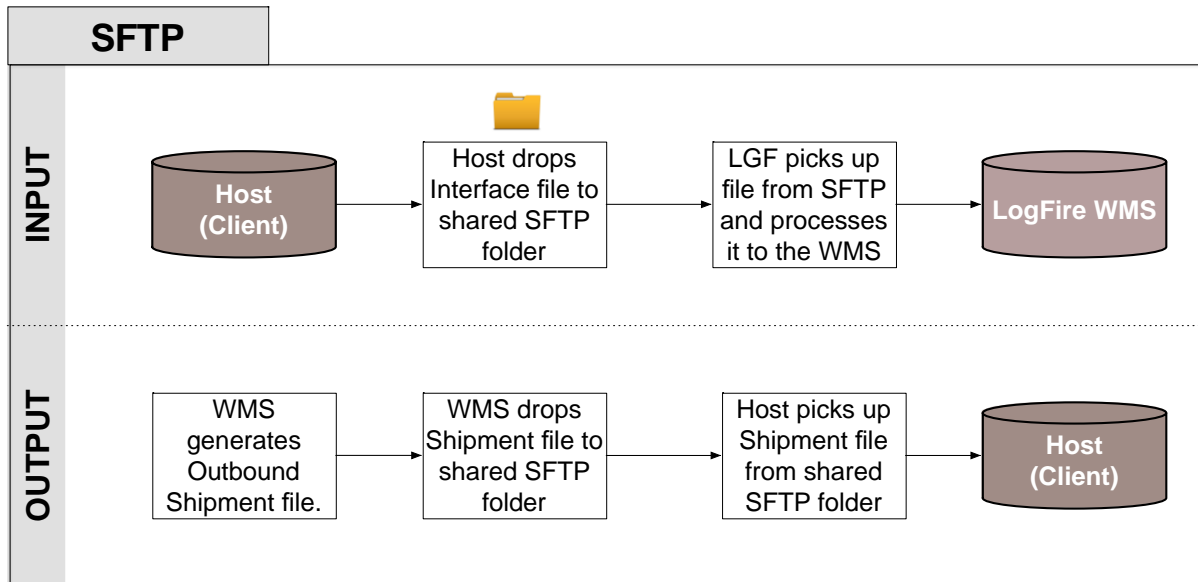 SFTP
INPUT
Host
(Client)
Host drops
Interface file to
shared SFTP
folder
LGF picks up
file from SFTP
and processes
it to the WMS
LogFire WMS
OUTPUT
WMS
generates
Outbound
Shipment file.
WMS drops
Shipment file to
shared SFTP
folder
Host picks up
Shipment file
from shared
SFTP folder
Host
(Client)